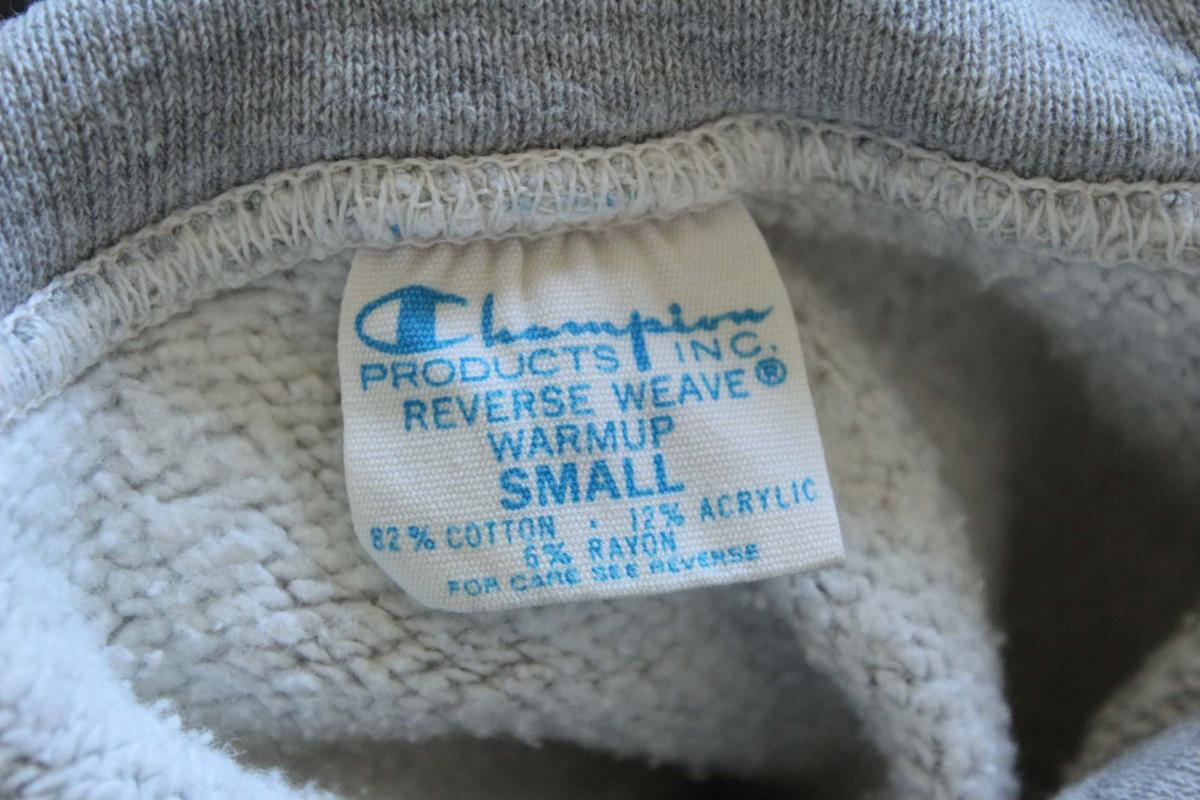 Champion
PRODUCTS INC.
REVERSE WEAVE®
WARMUP
SMALL
82% COTTON · 12% ACRYLIC
6% RAYON
FOR CARE SEE REVERSE